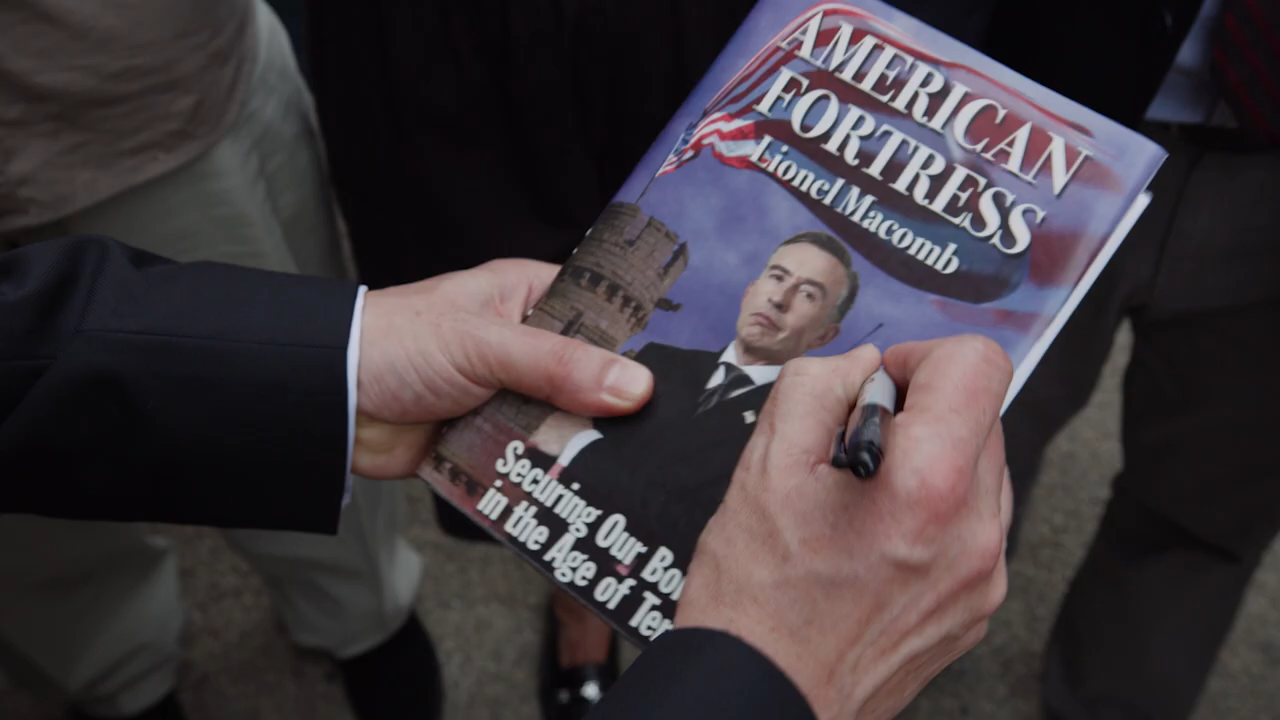 AMERICAN
FORTRESS
Lionel Macomb
Securing Our
in the Age of